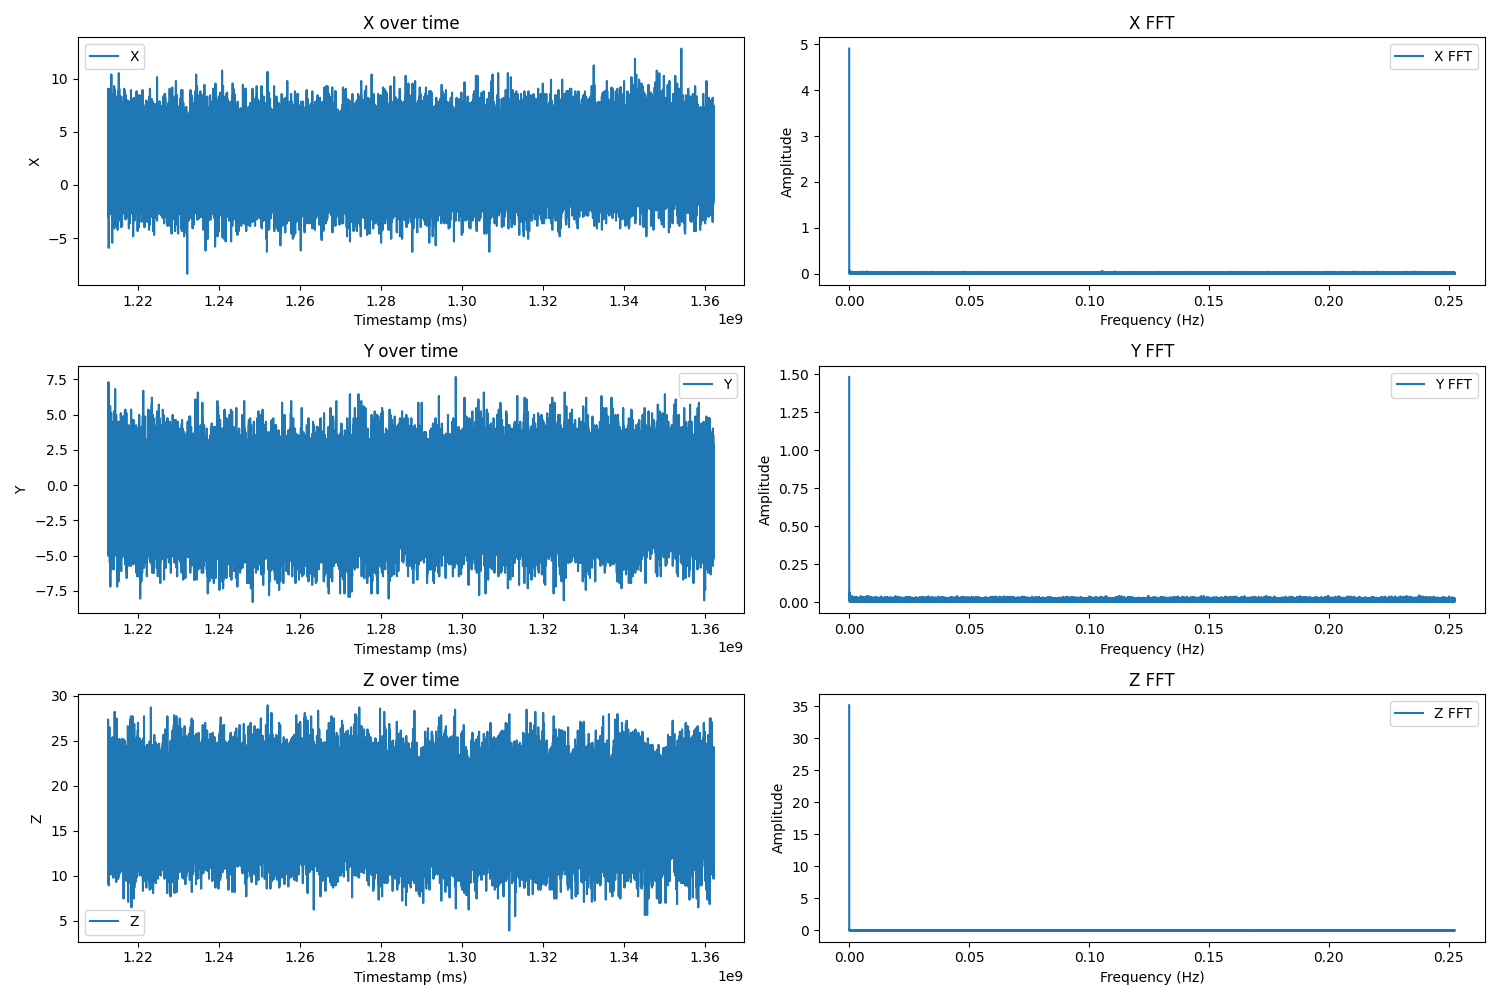 X over time
X
10
5
0
−5
X
1.22 1.24 1.26 1.28 1.30 1.32 1.34 1.36
1e9
Timestamp (ms)
X FFT
X FFT
5
4
3
2
1
0
Amplitude
0.00 0.05 0.10 0.15 0.20 0.25
Frequency (Hz)
Y over time
Y
7.5
5.0
2.5
0.0
−2.5
−5.0
−7.5
Y
1.22 1.24 1.26 1.28 1.30 1.32 1.34 1.36
1e9
Timestamp (ms)
Y FFT
Y FFT
1.50
1.25
1.00
0.75
0.50
0.25
0.00
Amplitude
0.00 0.05 0.10 0.15 0.20 0.25
Frequency (Hz)
Z over time
30
25
20
15
10
5
Z
Z
1.22 1.24 1.26 1.28 1.30 1.32 1.34 1.36
1e9
Timestamp (ms)
Z FFT
Z FFT
35
30
25
20
15
10
5
0
Amplitude
0.00 0.05 0.10 0.15 0.20 0.25
Frequency (Hz)